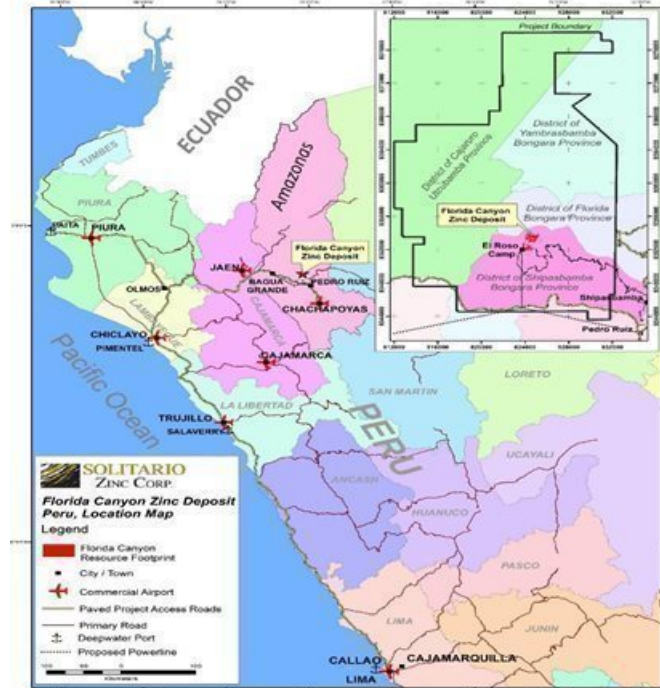 ECUADOR
TUMBES
PIURA
PAITA
PIURA
Amazonas
JAEN
Florida Canyon
Zinc Deposit
BAGUA
GRANDE
PEDRO RUIZ
CHACHAPOYAS
OLMOS
LAMBAYEQUE
CAJAMARCA
CHICLAYO
PIMENTEL
CAJAMARCA
Pacific Ocean
SAN MARTIN
LORETO
LA LIBERTAD
PERU
TRUJILLO
SALAVERRY
UCAYALI
ANCASH
HUANUCO
PASCO
LIMA
JUNIN
CALLAO
CAJAMARQUILLA
LIMA
Project Boundary
District of
Yambrasbamba
Bongara Province
District of Cajaruro
Utcubamba Province
District of Florida
Bongara Province
Florida Canyon
Zinc Deposit
El Roso
Camp
District of Shipasbamba
Bongara Province
Shipasbamba
Pedro Ruiz
SOLITARIO
ZINC CORP.
Florida Canyon Zinc Deposit
Peru, Location Map
Legend
Florida Canyon
Resource Footprint
City / Town
Commercial Airport
Paved Project Access Roads
Primary Road
Deepwater Port
Proposed Powerline
Kilometers